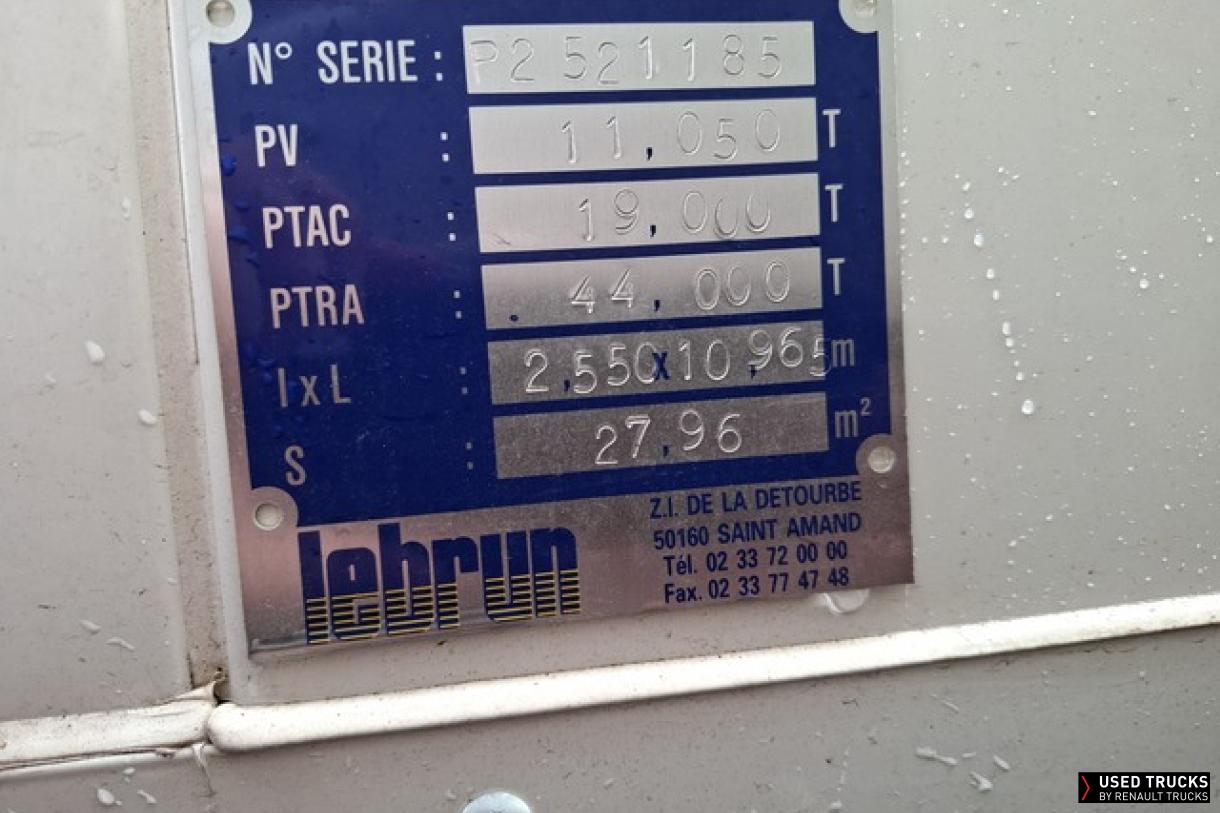 N° SERIE : P2 521185
PV : 11,050 T
PTAC : 19,000 T
PTRA : 44,000 T
l x L : 2,550 x 10,965 m
S : 27,96 m²
lebrun
Z.I. DE LA DETOURBE
50160 SAINT AMAND
Tél. 02 33 72 00 00
Fax. 02 33 77 47 48
USED TRUCKS
BY RENAULT TRUCKS